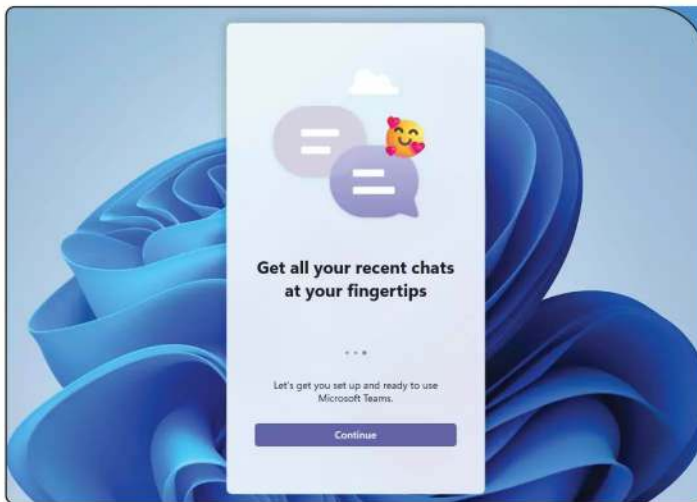 Get all your recent chats
at your fingertips
Let's get you set up and ready to use
Microsoft Teams.
Continue